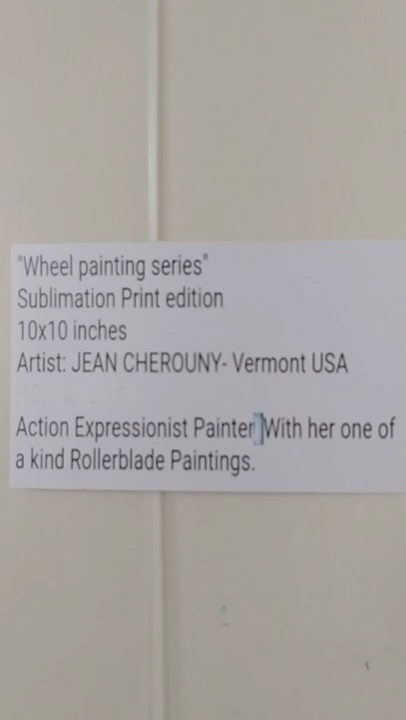 "Wheel painting series"
Sublimation Print edition
10x10 inches
Artist: JEAN CHEROUNY- Vermont USA
Action Expressionist Painter With her one of
a kind Rollerblade Paintings.